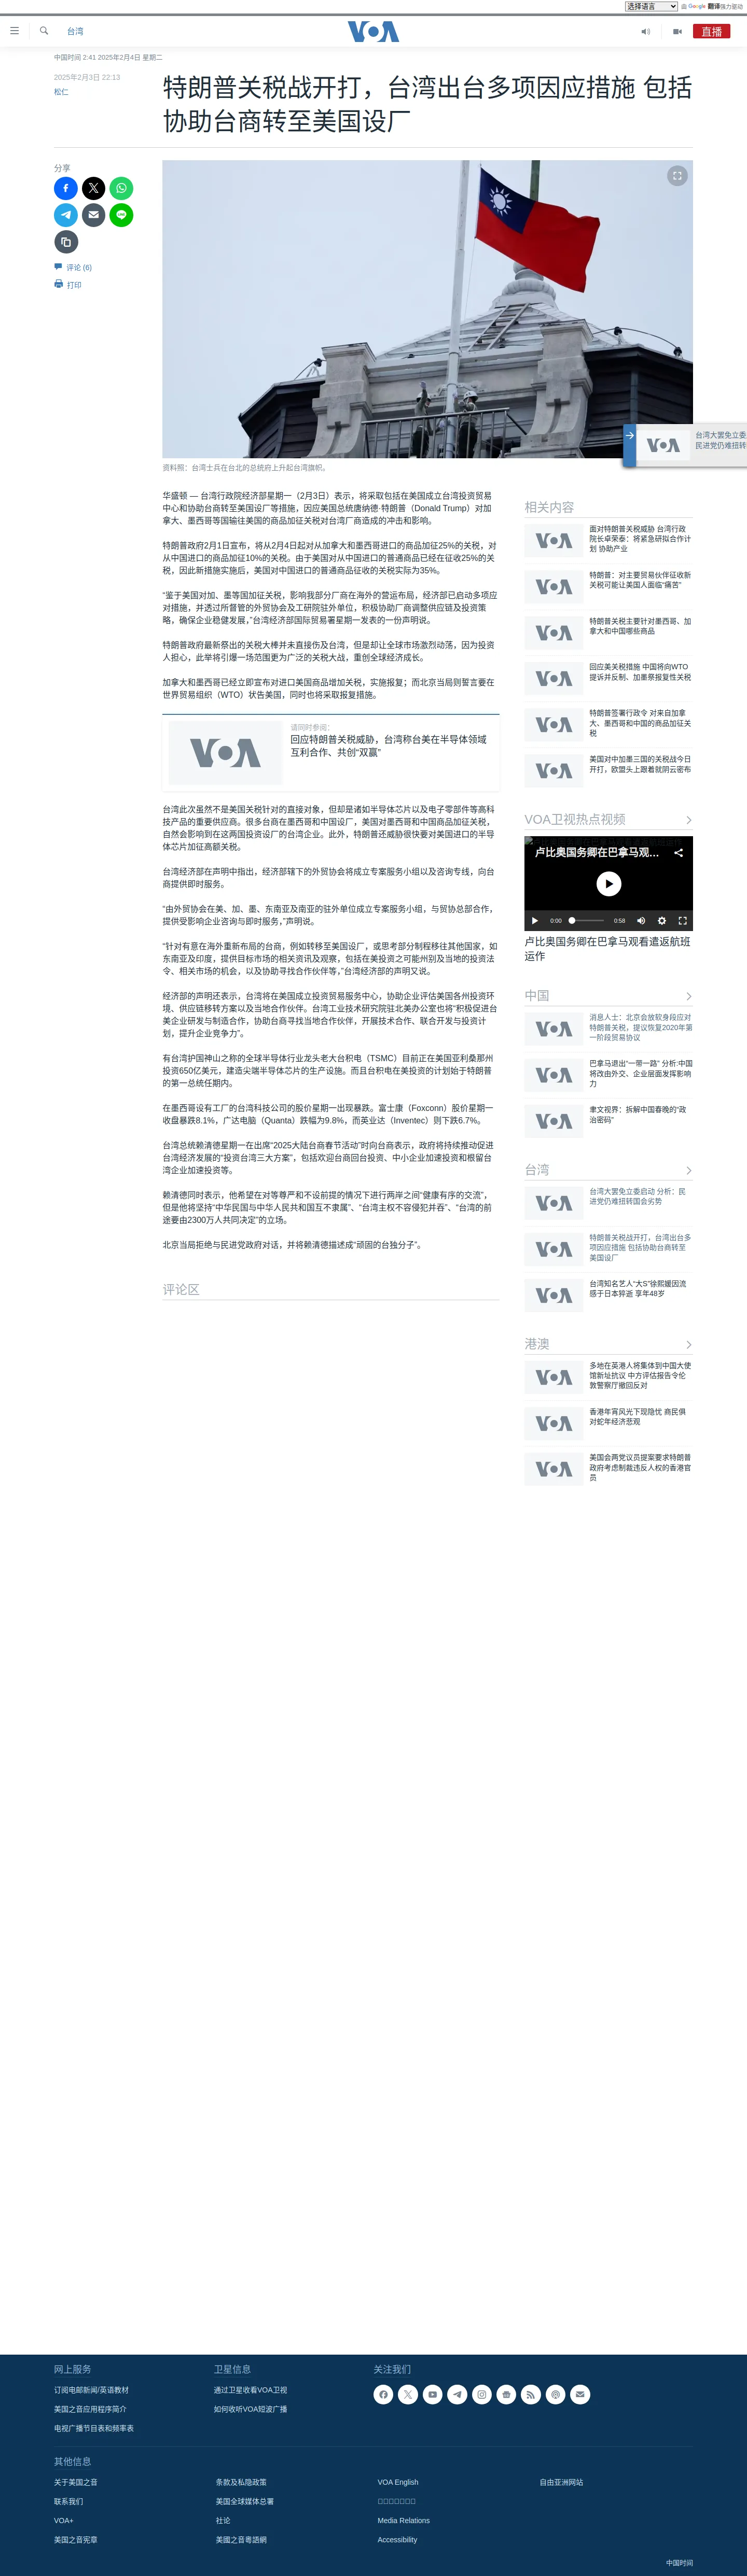 选择语言 由 Google 翻译强力驱动
台湾
VOA
直播
中国时间 2:41 2025年2月4日 星期二
2025年2月3日 22:13
松仁
特朗普关税战开打，台湾出台多项因应措施 包括
协助台商转至美国设厂
分享
评论 (6)
打印
台湾大罢免立委
民进党仍难扭转
资料照：台湾士兵在台北的总统府上升起台湾旗帜。
华盛顿 — 台湾行政院经济部星期一（2月3日）表示，将采取包括在美国成立台湾投资贸易
中心和协助台商转至美国设厂等措施，因应美国总统唐纳德·特朗普（Donald Trump）对加
拿大、墨西哥等国输往美国的商品加征关税对台湾厂商造成的冲击和影响。
特朗普政府2月1日宣布，将从2月4日起对从加拿大和墨西哥进口的商品加征25%的关税，对
从中国进口的商品加征10%的关税。由于美国对从中国进口的普通商品已经在征收25%的关
税，因此新措施实施后，美国对中国进口的普通商品征收的关税实际为35%。
“鉴于美国对加、墨等国加征关税，影响我部分厂商在海外的营运布局，经济部已启动多项应
对措施，并透过所督管的外贸协会及工研院驻外单位，积极协助厂商调整供应链及投资策
略，确保企业稳健发展，”台湾经济部国际贸易署星期一发表的一份声明说。
特朗普政府最新祭出的关税大棒并未直接伤及台湾，但是却让全球市场激烈动荡，因为投资
人担心，此举将引爆一场范围更为广泛的关税大战，重创全球经济成长。
加拿大和墨西哥已经立即宣布对进口美国商品增加关税，实施报复；而北京当局则誓言要在
世界贸易组织（WTO）状告美国，同时也将采取报复措施。
VOA
请同时参阅：
回应特朗普关税威胁，台湾称台美在半导体领域
互利合作、共创“双赢”
台湾此次虽然不是美国关税针对的直接对象，但却是诸如半导体芯片以及电子零部件等高科
技产品的重要供应商。很多台商在墨西哥和中国设厂，美国对墨西哥和中国商品加征关税，
自然会影响到在这两国投资设厂的台湾企业。此外，特朗普还威胁很快要对美国进口的半导
体芯片加征高额关税。
台湾经济部在声明中指出，经济部辖下的外贸协会将成立专案服务小组以及咨询专线，向台
商提供即时服务。
“由外贸协会在美、加、墨、东南亚及南亚的驻外单位成立专案服务小组，与贸协总部合作，
提供受影响企业咨询与即时服务，”声明说。
“针对有意在海外重新布局的台商，例如转移至美国设厂，或思考部分制程移往其他国家，如
东南亚及印度，提供目标市场的相关资讯及观察，包括在美投资之可能州别及当地的投资法
令、相关市场的机会，以及协助寻找合作伙伴等，”台湾经济部的声明又说。
经济部的声明还表示，台湾将在美国成立投资贸易服务中心，协助企业评估美国各州投资环
境、供应链移转方案以及当地合作伙伴。台湾工业技术研究院驻北美办公室也将“积极促进台
美企业研发与制造合作，协助台商寻找当地合作伙伴，开展技术合作、联合开发与投资计
划，提升企业竞争力”。
有台湾护国神山之称的全球半导体行业龙头老大台积电（TSMC）目前正在美国亚利桑那州
投资650亿美元，建造尖端半导体芯片的生产设施。而且台积电在美投资的计划始于特朗普
的第一总统任期内。
在墨西哥设有工厂的台湾科技公司的股价星期一出现暴跌。富士康（Foxconn）股价星期一
收盘暴跌8.1%，广达电脑（Quanta）跌幅为9.8%，而英业达（Inventec）则下跌6.7%。
台湾总统赖清德星期一在出席“2025大陆台商春节活动”时向台商表示，政府将持续推动促进
台湾经济发展的“投资台湾三大方案”，包括欢迎台商回台投资、中小企业加速投资和根留台
湾企业加速投资等。
赖清德同时表示，他希望在对等尊严和不设前提的情况下进行两岸之间“健康有序的交流”，
但是他将坚持“中华民国与中华人民共和国互不隶属”、“台湾主权不容侵犯并吞”、“台湾的前
途要由2300万人共同决定”的立场。
北京当局拒绝与民进党政府对话，并将赖清德描述成“顽固的台独分子”。
评论区
相关内容
面对特朗普关税威胁 台湾行政
院长卓荣泰：将紧急研拟合作计
划 协助产业
特朗普：对主要贸易伙伴征收新
关税可能让美国人面临“痛苦”
特朗普关税主要针对墨西哥、加
拿大和中国哪些商品
回应美关税措施 中国将向WTO
提诉并反制、加墨祭报复性关税
特朗普签署行政令 对来自加拿
大、墨西哥和中国的商品加征关
税
美国对中加墨三国的关税战今日
开打，欧盟头上跟着就阴云密布
VOA卫视热点视频
卢比奥国务卿在巴拿马观...
0:00 0:58
卢比奥国务卿在巴拿马观看遣返航班
运作
中国
消息人士：北京会放软身段应对
特朗普关税，提议恢复2020年第
一阶段贸易协议
巴拿马退出“一带一路” 分析:中国
将改由外交、企业层面发挥影响
力
聿文视界：拆解中国春晚的“政
治密码”
台湾
台湾大罢免立委启动 分析：民
进党仍难扭转国会劣势
特朗普关税战开打，台湾出台多
项因应措施 包括协助台商转至
美国设厂
台湾知名艺人“大S”徐熙媛因流
感于日本猝逝 享年48岁
港澳
多地在英港人将集体到中国大使
馆新址抗议 中方评估报告令伦
敦警察厅撤回反对
香港年宵风光下现隐忧 商民俱
对蛇年经济悲观
美国会两党议员提案要求特朗普
政府考虑制裁违反人权的香港官
员
网上服务
订阅电邮新闻/英语教材
美国之音应用程序简介
电视广播节目表和频率表
卫星信息
通过卫星收看VOA卫视
如何收听VOA短波广播
关注我们
其他信息
关于美国之音
联系我们
VOA+
美国之音宪章
条款及私隐政策
美国全球媒体总署
社论
美國之音粵語網
VOA English
Media Relations
Accessibility
自由亚洲网站
中国时间